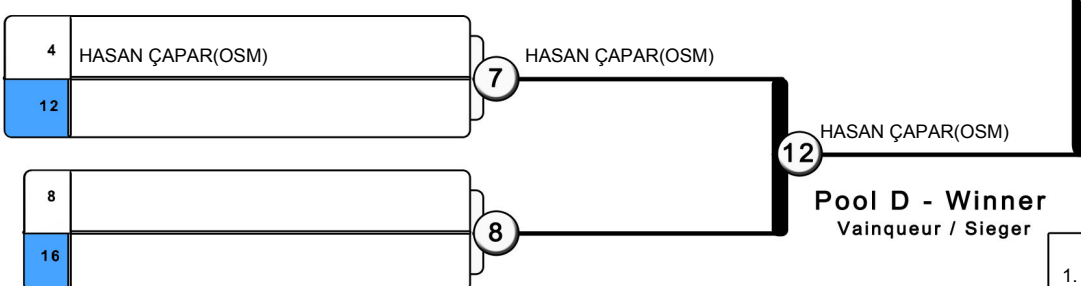 4
HASAN ÇAPAR(OSM)
7
HASAN ÇAPAR(OSM)
12
12
HASAN ÇAPAR(OSM)
8
Pool D - Winner
Vainqueur / Sieger
8
16
1.